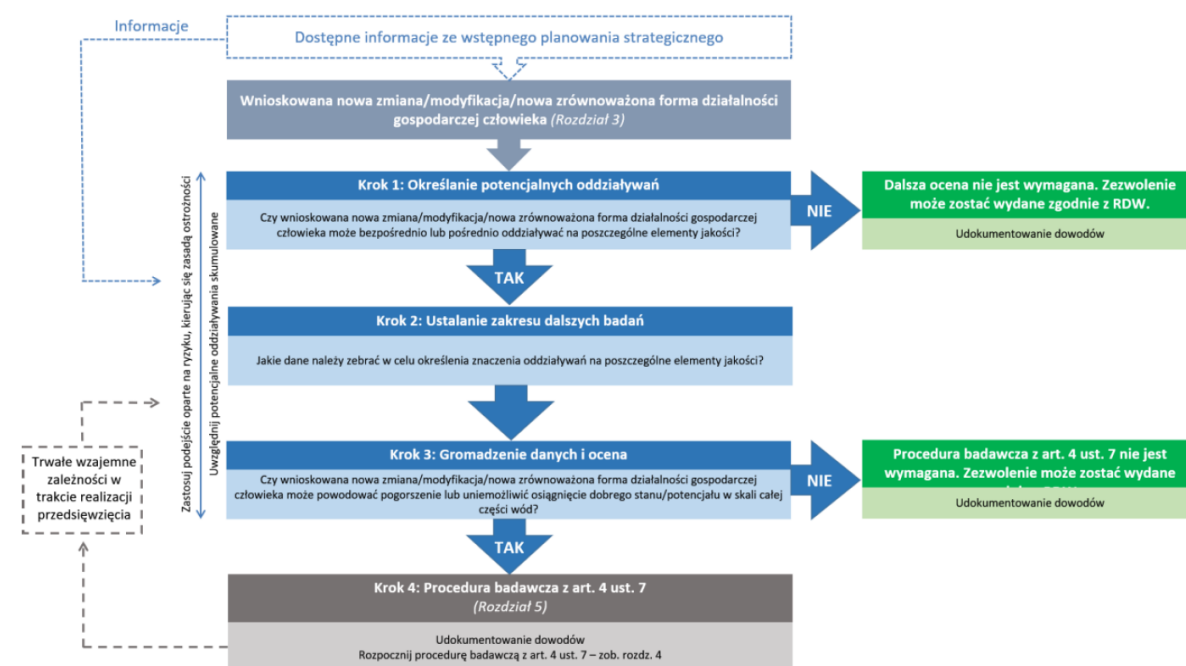 Informacje
Dostępne informacje ze wstępnego planowania strategicznego
Wnioskowana nowa zmiana/modyfikacja/nowa zrównoważona forma działalności
gospodarczej człowieka (Rozdział 3)
Krok 1: Określanie potencjalnych oddziaływań
Czy wnioskowana nowa zmiana/modyfikacja/nowa zrównoważona forma działalności gospodarczej
człowieka może bezpośrednio lub pośrednio oddziaływać na poszczególne elementy jakości?
NIE
Dalsza ocena nie jest wymagana. Zezwolenie
może zostać wydane zgodnie z RDW.
Udokumentowanie dowodów
TAK
Krok 2: Ustalanie zakresu dalszych badań
Jakie dane należy zebrać w celu określenia znaczenia oddziaływań na poszczególne elementy jakości?
Zastosuj podejście oparte na ryzyku, kierując się zasadą ostrożności
Uwzględnij potencjalne oddziaływania skumulowane
Krok 3: Gromadzenie danych i ocena
Czy wnioskowana nowa zmiana/modyfikacja/nowa zrównoważona forma działalności gospodarczej
człowieka może powodować pogorszenie lub uniemożliwić osiągnięcie dobrego stanu/potencjału w skali całej
części wód?
NIE
Procedura badawcza z art. 4 ust. 7 nie jest
wymagana. Zezwolenie może zostać wydane
Udokumentowanie dowodów
Trwałe wzajemne
zależności w
trakcie realizacji
przedsięwzięcia
TAK
Krok 4: Procedura badawcza z art. 4 ust. 7
(Rozdział 5)
Udokumentowanie dowodów
Rozpocznij procedurę badawczą z art. 4 ust. 7 – zob. rozdz. 4